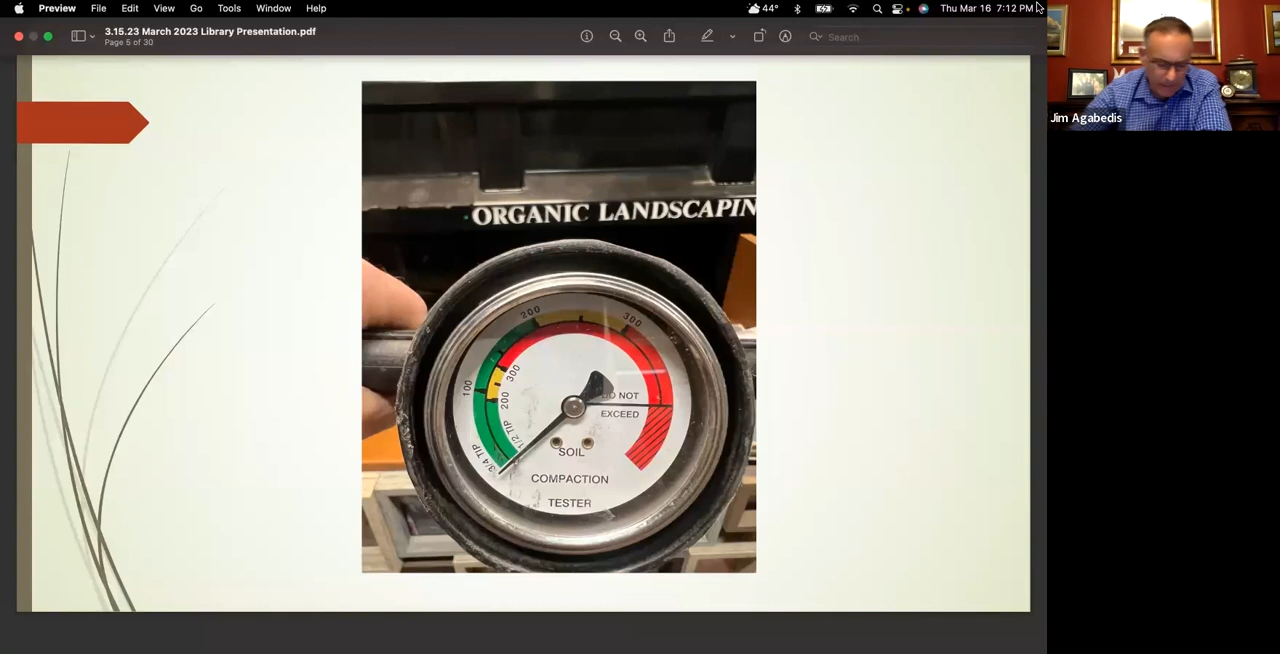 Preview File Edit View Go Tools Window Help 44° Thu Mar 16 7:12 PM
3.15.23 March 2023 Library Presentation.pdf
Page 5 of 30
Search
Jim Agabedis
ORGANIC LANDSCAPIN
200
300
100
300
200
DO NOT
EXCEED
1/2 TIP
3/4 TIP
SOIL
COMPACTION
TESTER